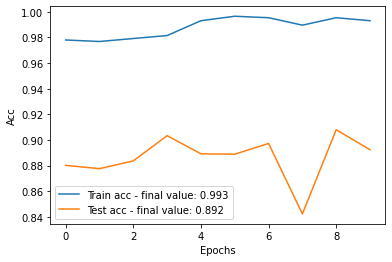 1.00
0.98
0.96
0.94
0.92
0.90
0.88
0.86
0.84
Acc
Train acc - final value: 0.993
Test acc - final value: 0.892
0 2 4 6 8
Epochs